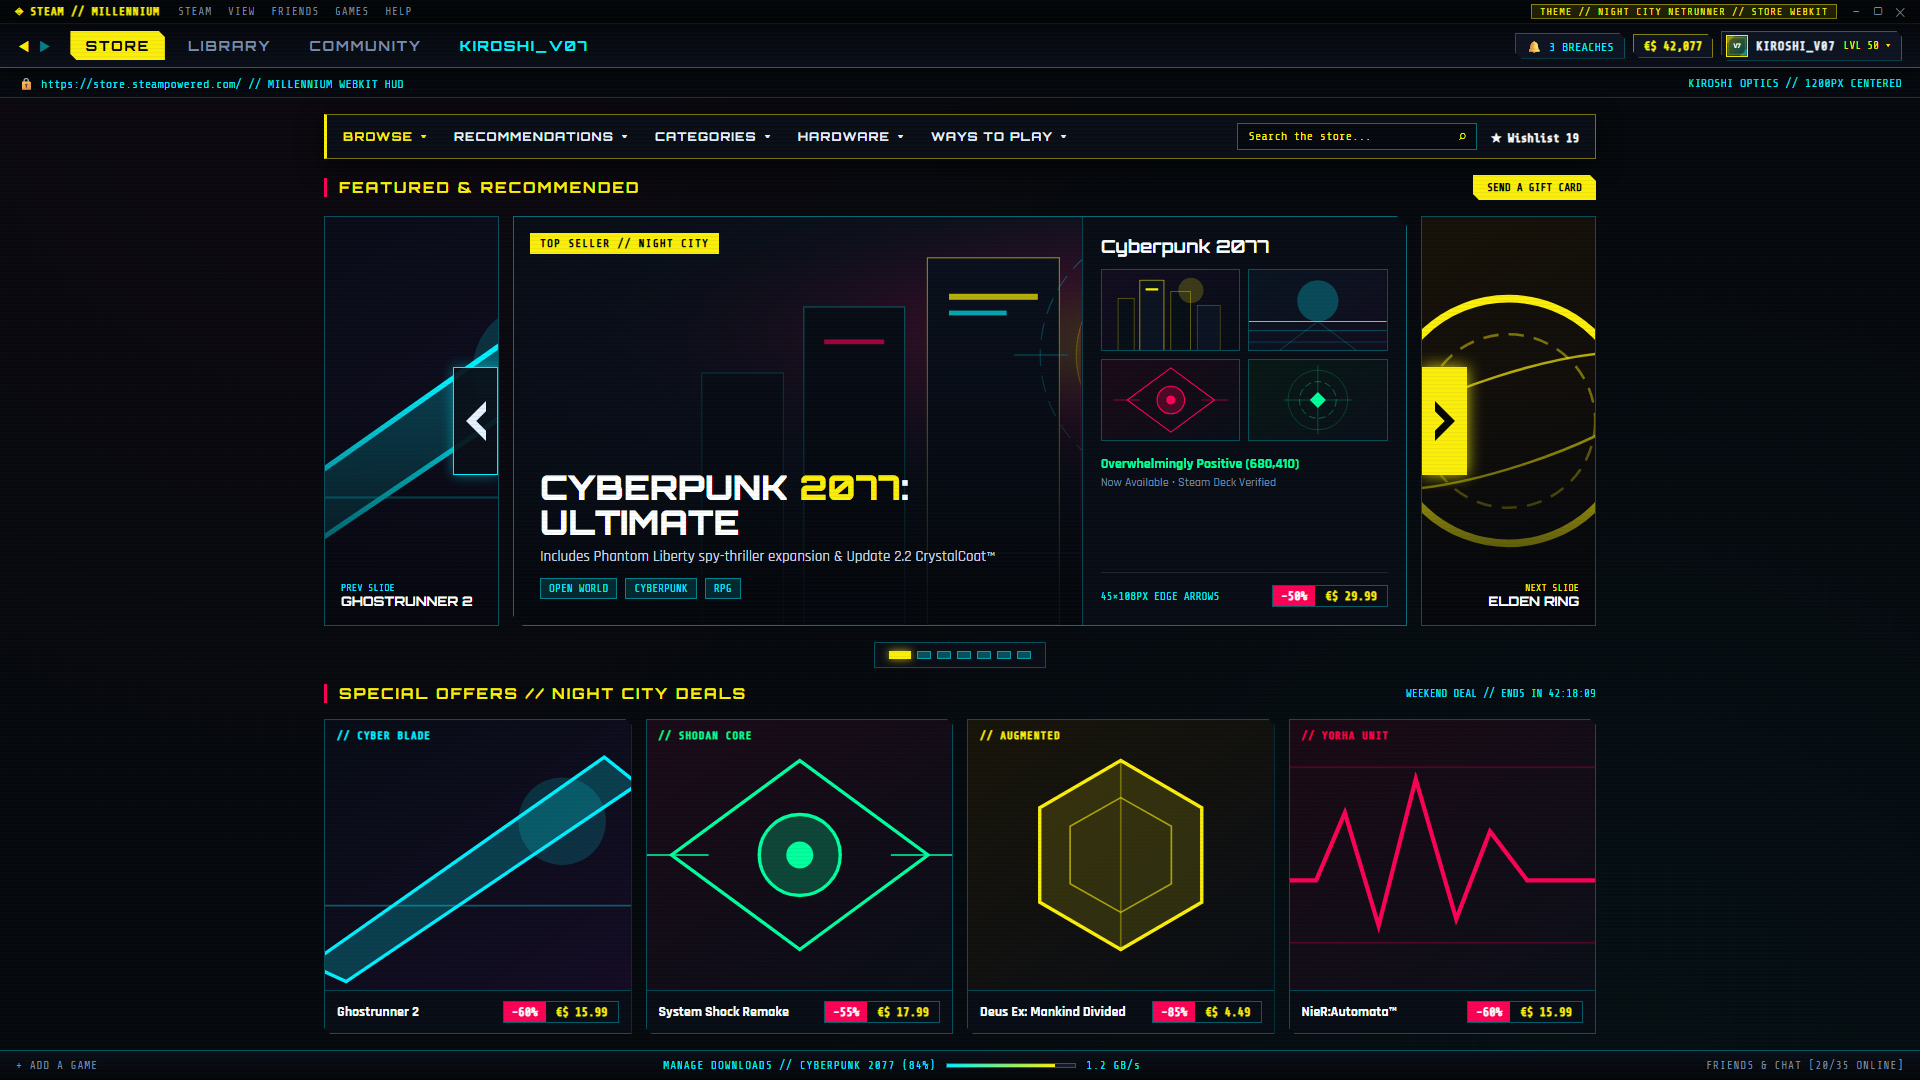 STEAM // MILLENNIUM STEAM VIEW FRIENDS GAMES HELP THEME // NIGHT CITY NETRUNNER // STORE WEBKIT
STORE LIBRARY COMMUNITY KIROSHI_V07 3 BREACHES €$ 42,077 V7 KIROSHI_V07 LVL 50
https://store.steampowered.com/ // MILLENNIUM WEBKIT HUD KIROSHI OPTICS // 1200PX CENTERED
BROWSE RECOMMENDATIONS CATEGORIES HARDWARE WAYS TO PLAY Search the store... ★ Wishlist 19
FEATURED & RECOMMENDED SEND A GIFT CARD
PREV SLIDE
GHOSTRUNNER 2
TOP SELLER // NIGHT CITY
CYBERPUNK 2077:
ULTIMATE
Includes Phantom Liberty spy-thriller expansion & Update 2.2 CrystalCoat™
OPEN WORLD CYBERPUNK RPG
Cyberpunk 2077
Overwhelmingly Positive (680,410)
Now Available · Steam Deck Verified
45×108PX EDGE ARROWS -50% €$ 29.99
NEXT SLIDE
ELDEN RING
SPECIAL OFFERS // NIGHT CITY DEALS WEEKEND DEAL // ENDS IN 42:18:09
// CYBER BLADE
Ghostrunner 2 -60% €$ 15.99
// SHODAN CORE
System Shock Remake -55% €$ 17.99
// AUGMENTED
Deus Ex: Mankind Divided -85% €$ 4.49
// YORHA UNIT
NieR:Automata™ -60% €$ 15.99
+ ADD A GAME MANAGE DOWNLOADS // CYBERPUNK 2077 (84%) 1.2 GB/s FRIENDS & CHAT [20/35 ONLINE]